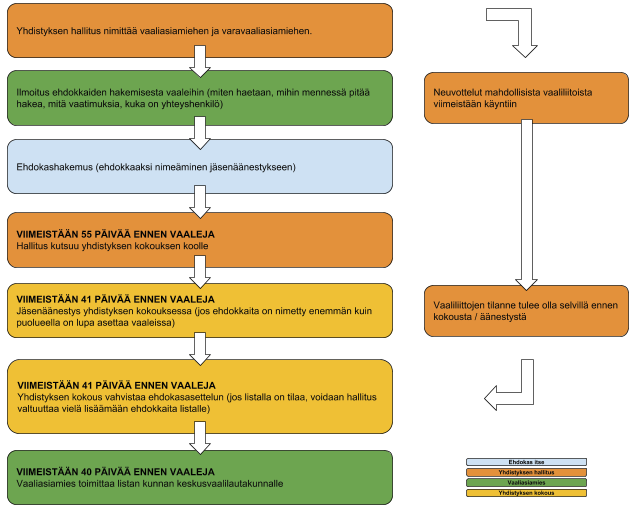 Yhdistyksen hallitus nimittää vaaliasiamiehen ja varavaaliasiamiehen.
Ilmoitus ehdokkaiden hakemisesta vaaleihin (miten haetaan, mihin mennessä pitää
hakea, mitä vaatimuksia, kuka on yhteyshenkilö)
Ehdokashakemus (ehdokkaaksi nimeäminen jäsenäänestykseen)
VIIMEISTÄÄN 55 PÄIVÄÄ ENNEN VAALEJA
Hallitus kutsuu yhdistyksen kokouksen koolle
VIIMEISTÄÄN 41 PÄIVÄÄ ENNEN VAALEJA
Jäsenäänestys yhdistyksen kokouksessa (jos ehdokkaita on nimetty enemmän kuin
puolueella on lupa asettaa vaaleissa)
VIIMEISTÄÄN 41 PÄIVÄÄ ENNEN VAALEJA
Yhdistyksen kokous vahvistaa ehdokasasettelun (jos listalla on tilaa, voidaan hallitus
valtuuttaa vielä lisäämään ehdokkaita listalle)
VIIMEISTÄÄN 40 PÄIVÄÄ ENNEN VAALEJA
Vaaliasiamies toimittaa listan kunnan keskusvaalilautakunnalle
Neuvottelut mahdollisista vaaliliitoista
viimeistään käyntiin
Vaaliliittojen tilanne tulee olla selvillä ennen
kokousta / äänestystä
Ehdokas itse
Yhdistyksen hallitus
Vaaliasiamies
Yhdistyksen kokous